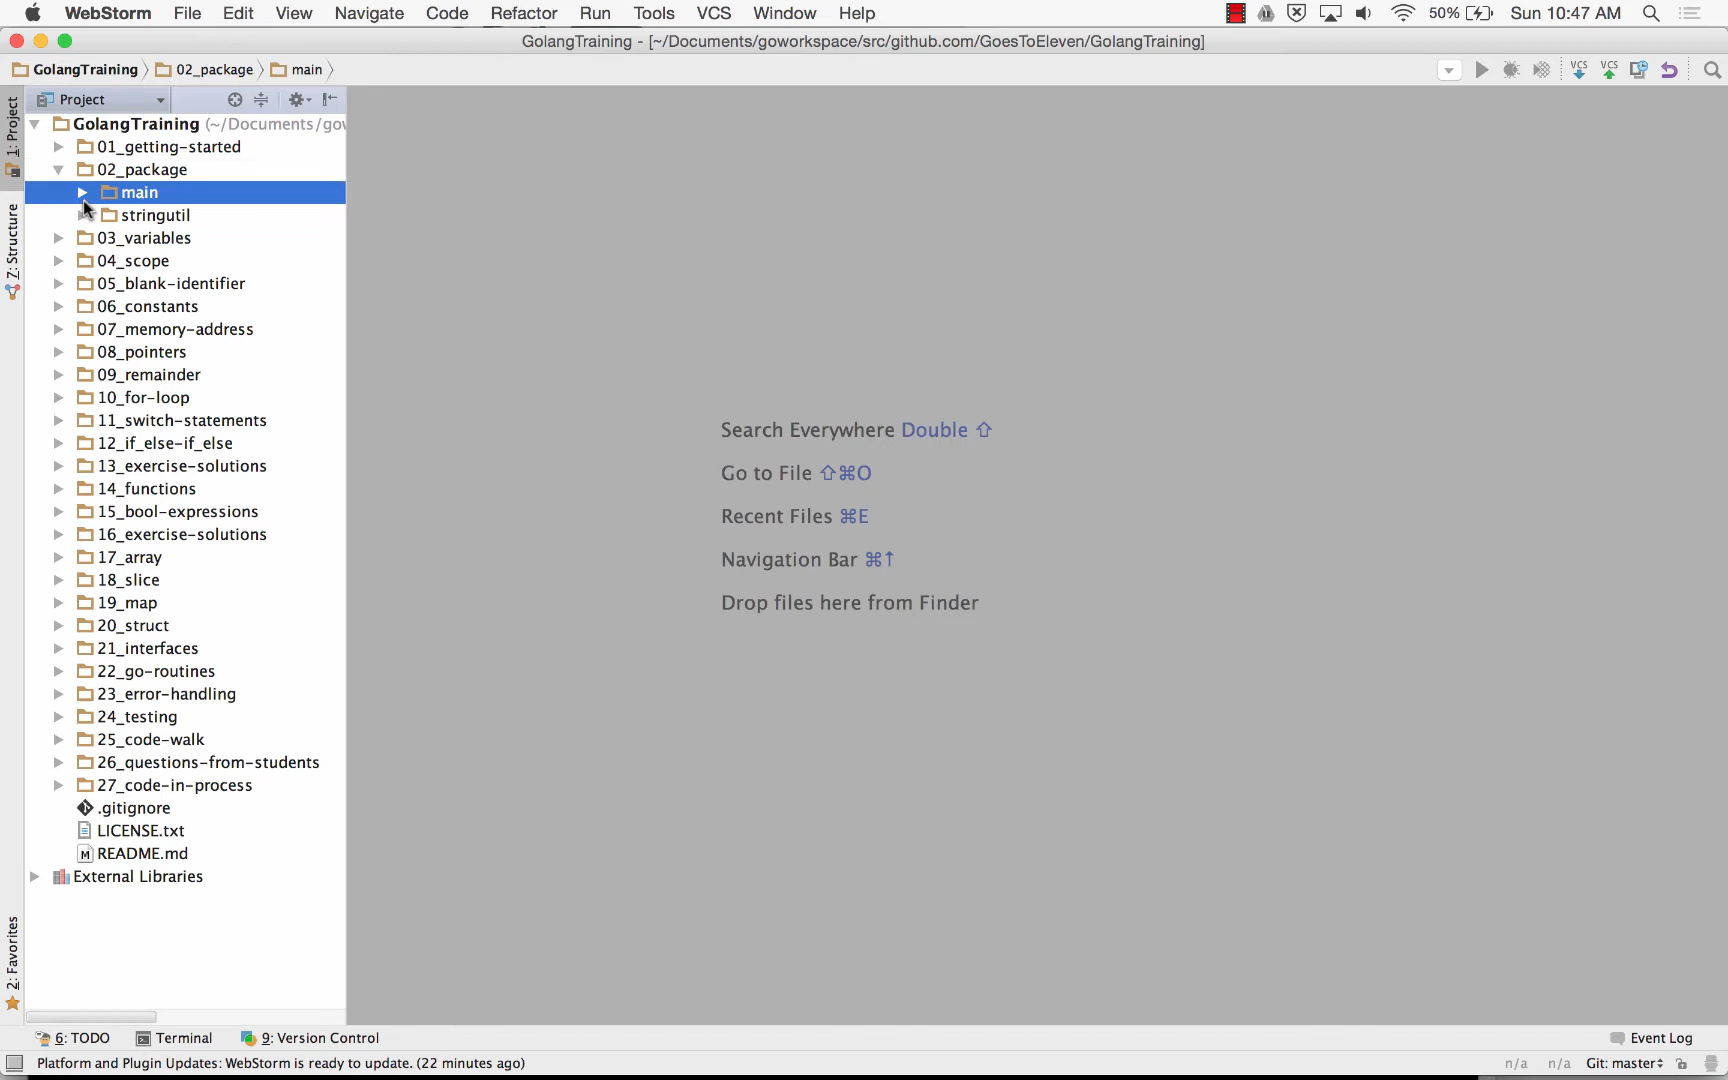 WebStorm File Edit View Navigate Code Refactor Run Tools VCS Window Help 50% Sun 10:47 AM
GolangTraining - [~/Documents/goworkspace/src/github.com/GoesToEleven/GolangTraining]
GolangTraining 02_package main VCS VCS
1: Project
Z: Structure
2: Favorites
Project
GolangTraining (~/Documents/gow
01_getting-started
02_package
main
stringutil
03_variables
04_scope
05_blank-identifier
06_constants
07_memory-address
08_pointers
09_remainder
10_for-loop
11_switch-statements
12_if_else-if_else
13_exercise-solutions
14_functions
15_bool-expressions
16_exercise-solutions
17_array
18_slice
19_map
20_struct
21_interfaces
22_go-routines
23_error-handling
24_testing
25_code-walk
26_questions-from-students
27_code-in-process
.gitignore
LICENSE.txt
README.md
External Libraries
Search Everywhere Double ⇧
Go to File ⇧⌘O
Recent Files ⌘E
Navigation Bar ⌘↑
Drop files here from Finder
6: TODO Terminal 9: Version Control Event Log
Platform and Plugin Updates: WebStorm is ready to update. (22 minutes ago) n/a n/a Git: master